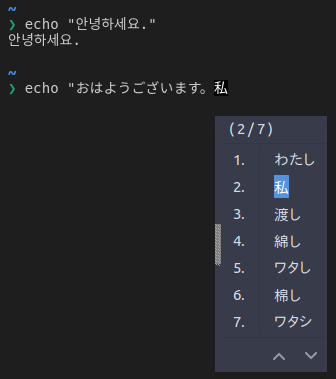 ~
❯ echo "안녕하세요."
안녕하세요.
~
❯ echo "おはようございます。私
(2/7)
1. わたし
2. 私
3. 渡し
4. 綿し
5. ワタし
6. 棉し
7. ワタシ